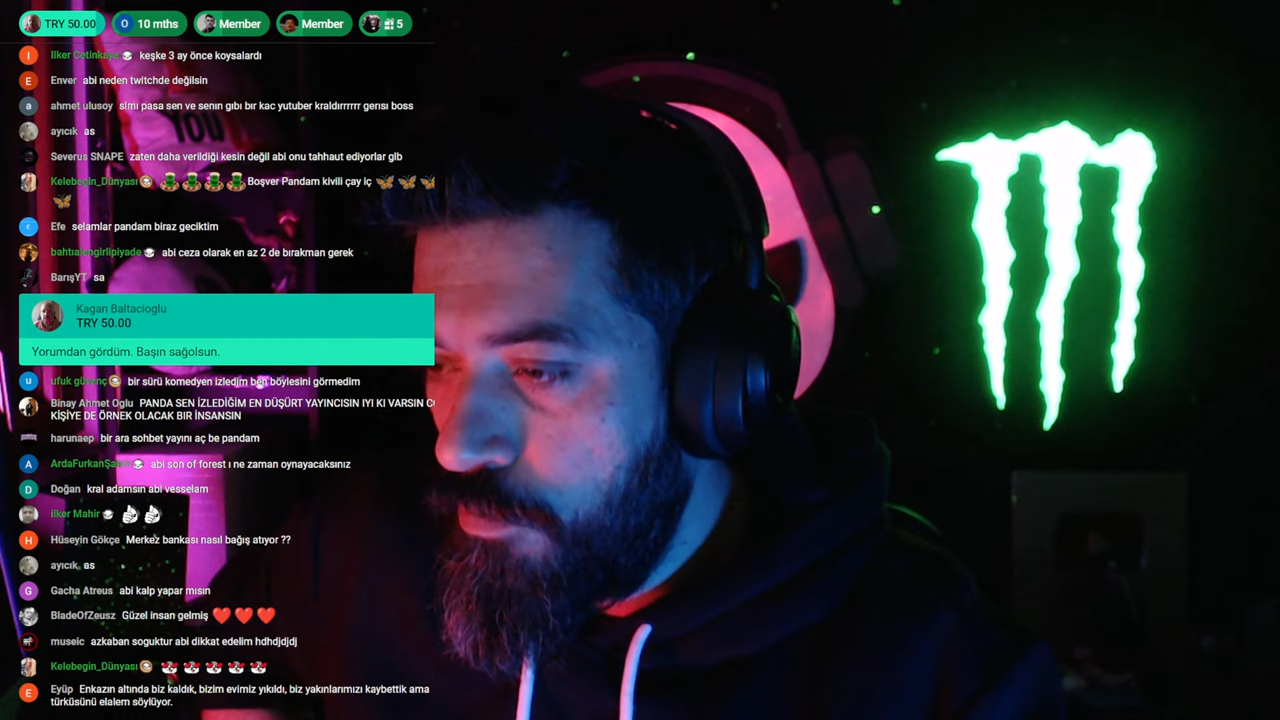 TRY 50.00
10 mths
Member
Member
5
YOU
Ilker Cetinkaya keşke 3 ay önce koysalardı
Enver abi neden twitchde değilsin
ahmet ulusoy slmı pasa sen ve senın gıbı bir kac yutuber kraldırrrrrr gerısı boss
ayıcık as
Severus SNAPE zaten daha verildiği kesin değil abi onu tahhaut ediyorlar glb
Kelebegin_Dünyası Boşver Pandam kivili çay iç
Efe selamlar pandam biraz geciktim
abi ceza olarak en az 2 de bırakman gerek
BarışYT sa
Kagan Baltacioglu
TRY 50.00
Yorumdan gördüm. Başın sağolsun.
ufuk güvenç bir sürü komedyen izledim ben böylesini görmedim
Binay Ahmet Oglu PANDA SEN İZLEDİĞİM EN DÜŞÜRT YAYINCISIN IYI KI VARSIN
KİŞİYE DE ÖRNEK OLACAK BIR İNSANSIN
harunaep bir ara sohbet yayını aç be pandam
abi son of forest ı ne zaman oynayacaksınız
Doğan kral adamsın abi vesselam
ilker Mahir
Hüseyin Gökçe Merkez bankası nasıl bağış atıyor ??
ayıcık as
Gacha Atreus abi kalp yapar mısın
BladeOfZeusz Güzel insan gelmiş
museic azkaban soguktur abi dikkat edelim hdhdjdjdj
Kelebegin_Dünyası
Eyüp Enkazın altında biz kaldık, bizim evimiz yıkıldı, biz yakınlarımızı kaybettik ama
türküsünü elalem söylüyor.